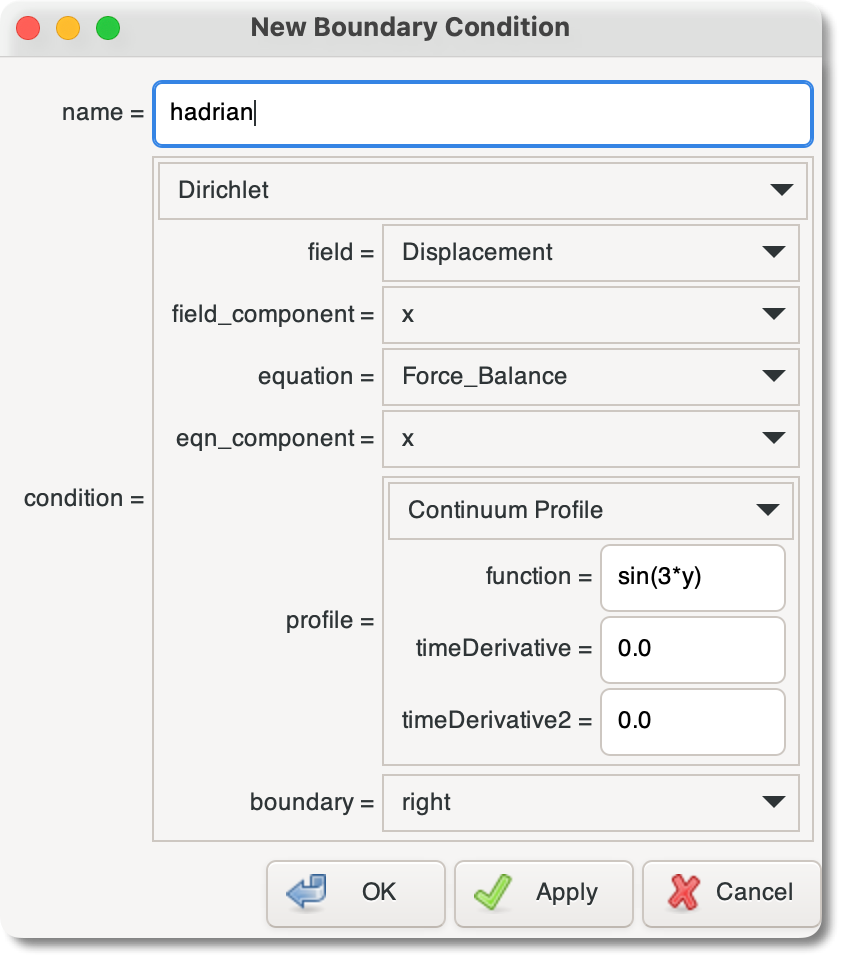 New Boundary Condition
name = hadrian
Dirichlet
field = Displacement
field_component = x
equation = Force_Balance
eqn_component = x
condition =
Continuum Profile
function = sin(3*y)
profile =
timeDerivative = 0.0
timeDerivative2 = 0.0
boundary = right
OK Apply Cancel